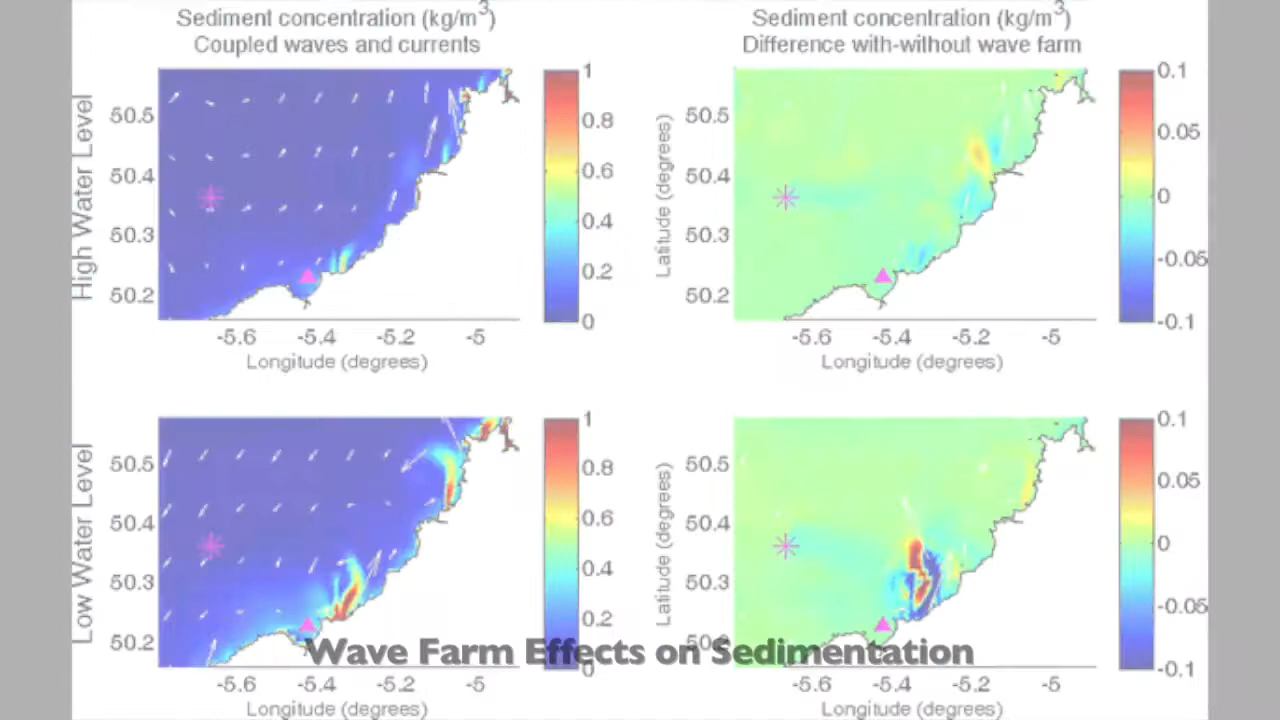 Sediment concentration (kg/m³)
Coupled waves and currents
Sediment concentration (kg/m³)
Difference with-without wave farm
High Water Level
50.5
50.4
50.3
50.2
-5.6 -5.4 -5.2 -5
Longitude (degrees)
1
0.8
0.6
0.4
0.2
0
Latitude (degrees)
50.5
50.4
50.3
50.2
-5.6 -5.4 -5.2 -5
Longitude (degrees)
0.1
0.05
0
-0.05
-0.1
Low Water Level
50.5
50.4
50.3
50.2
-5.6 -5.4 -5.2 -5
Longitude (degrees)
1
0.8
0.6
0.4
0.2
0
Latitude (degrees)
50.5
50.4
50.3
50.2
-5.6 -5.4 -5.2 -5
Longitude (degrees)
0.1
0.05
0
-0.05
-0.1
Wave Farm Effects on Sedimentation